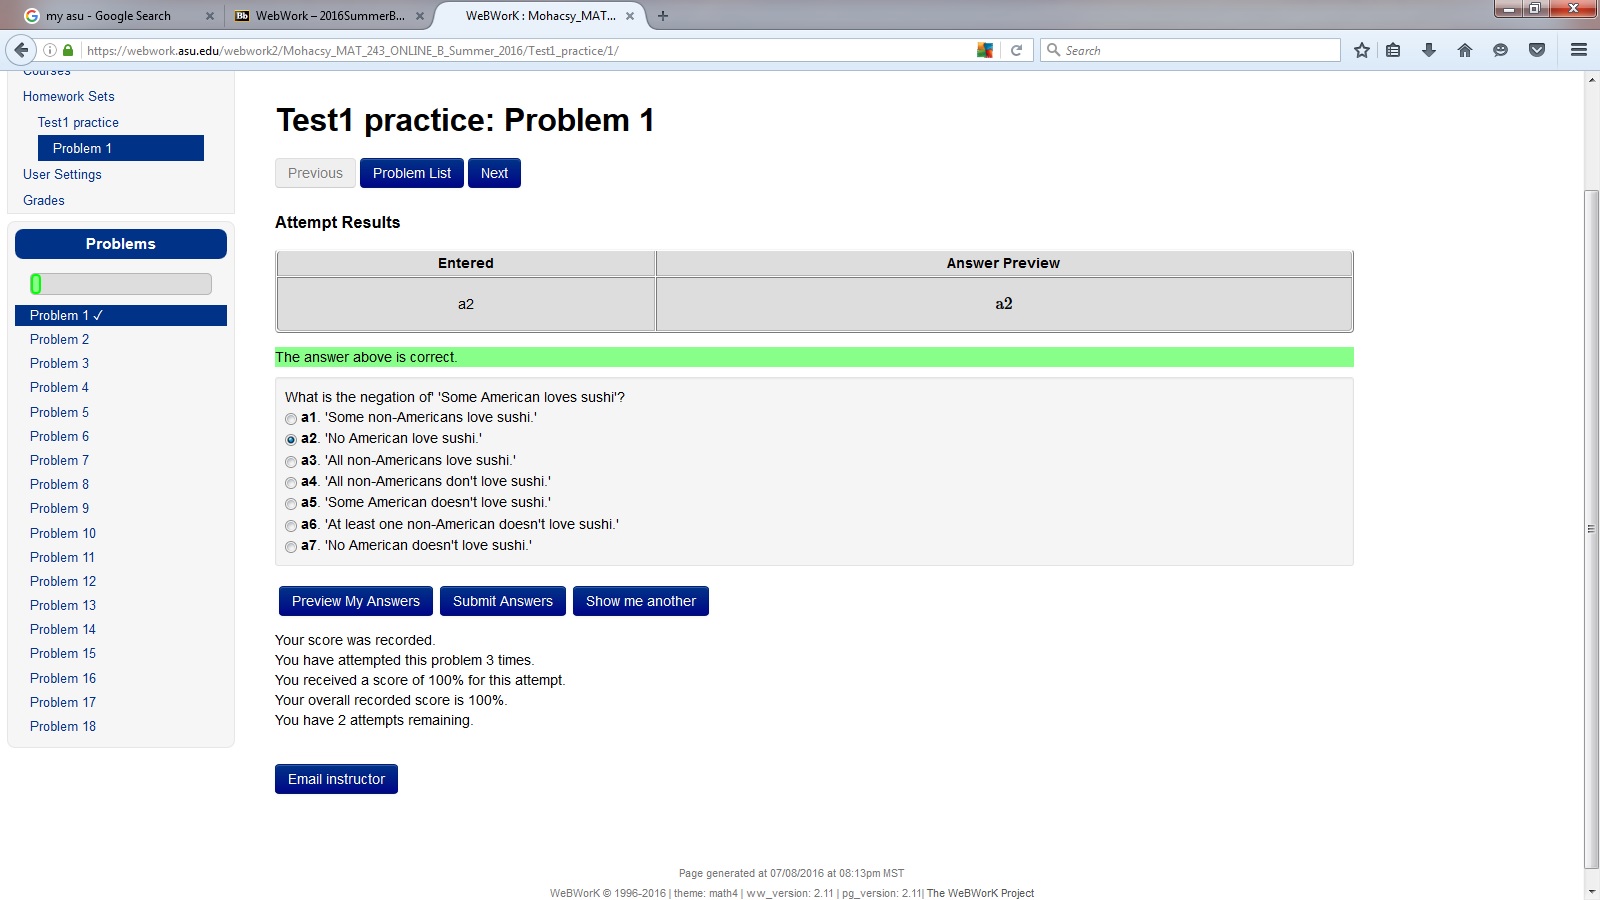 my asu - Google Search
Bb WebWork – 2016SummerB...
WeBWorK : Mohacsy_MAT...
https://webwork.asu.edu/webwork2/Mohacsy_MAT_243_ONLINE_B_Summer_2016/Test1_practice/1/
Search
Courses
Homework Sets
Test1 practice
Problem 1
User Settings
Grades
Problems
Problem 1 ✓
Problem 2
Problem 3
Problem 4
Problem 5
Problem 6
Problem 7
Problem 8
Problem 9
Problem 10
Problem 11
Problem 12
Problem 13
Problem 14
Problem 15
Problem 16
Problem 17
Problem 18
Test1 practice: Problem 1
Previous Problem List Next
Attempt Results
Entered Answer Preview
a2 a2
The answer above is correct.
What is the negation of' 'Some American loves sushi'?
a1. 'Some non-Americans love sushi.'
a2. 'No American love sushi.'
a3. 'All non-Americans love sushi.'
a4. 'All non-Americans don't love sushi.'
a5. 'Some American doesn't love sushi.'
a6. 'At least one non-American doesn't love sushi.'
a7. 'No American doesn't love sushi.'
Preview My Answers Submit Answers Show me another
Your score was recorded.
You have attempted this problem 3 times.
You received a score of 100% for this attempt.
Your overall recorded score is 100%.
You have 2 attempts remaining.
Email instructor
Page generated at 07/08/2016 at 08:13pm MST
WeBWorK © 1996-2016 | theme: math4 | ww_version: 2.11 | pg_version: 2.11| The WeBWorK Project